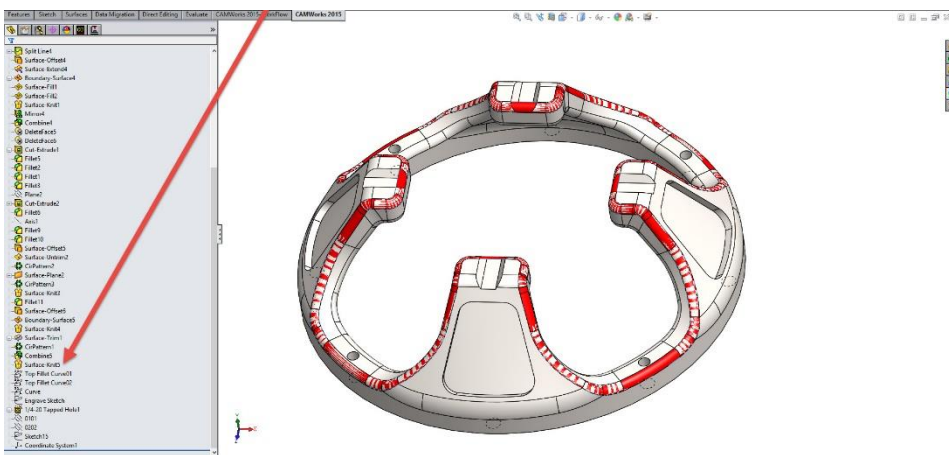 Features Sketch Surfaces Data Migration Direct Editing Evaluate CAMWorks 2015 Flow CAMWorks 2015
Split Line4
Surface-Offset4
Surface-Extend4
Boundary-Surface4
Surface-Fill1
Surface-Fill2
Surface-Knit1
Mirror4
Combine4
DeleteFace5
DeleteFace6
Cut-Extrude1
Fillet5
Fillet2
Fillet1
Fillet3
Plane2
Cut-Extrude2
Fillet6
Axis1
Fillet9
Fillet10
Surface-Offset5
Surface-Untrim2
CirPattern2
Surface-Plane2
CirPattern3
Surface-Knit2
Fillet11
Surface-Offset6
Boundary-Surface5
Surface-Knit4
Surface-Trim1
CirPattern1
Combine5
Surface-Knit5
Top Fillet Curve01
Top Fillet Curve02
Curve
Engrave Sketch
1/4-20 Tapped Hole1
0101
0202
Sketch15
Coordinate System1